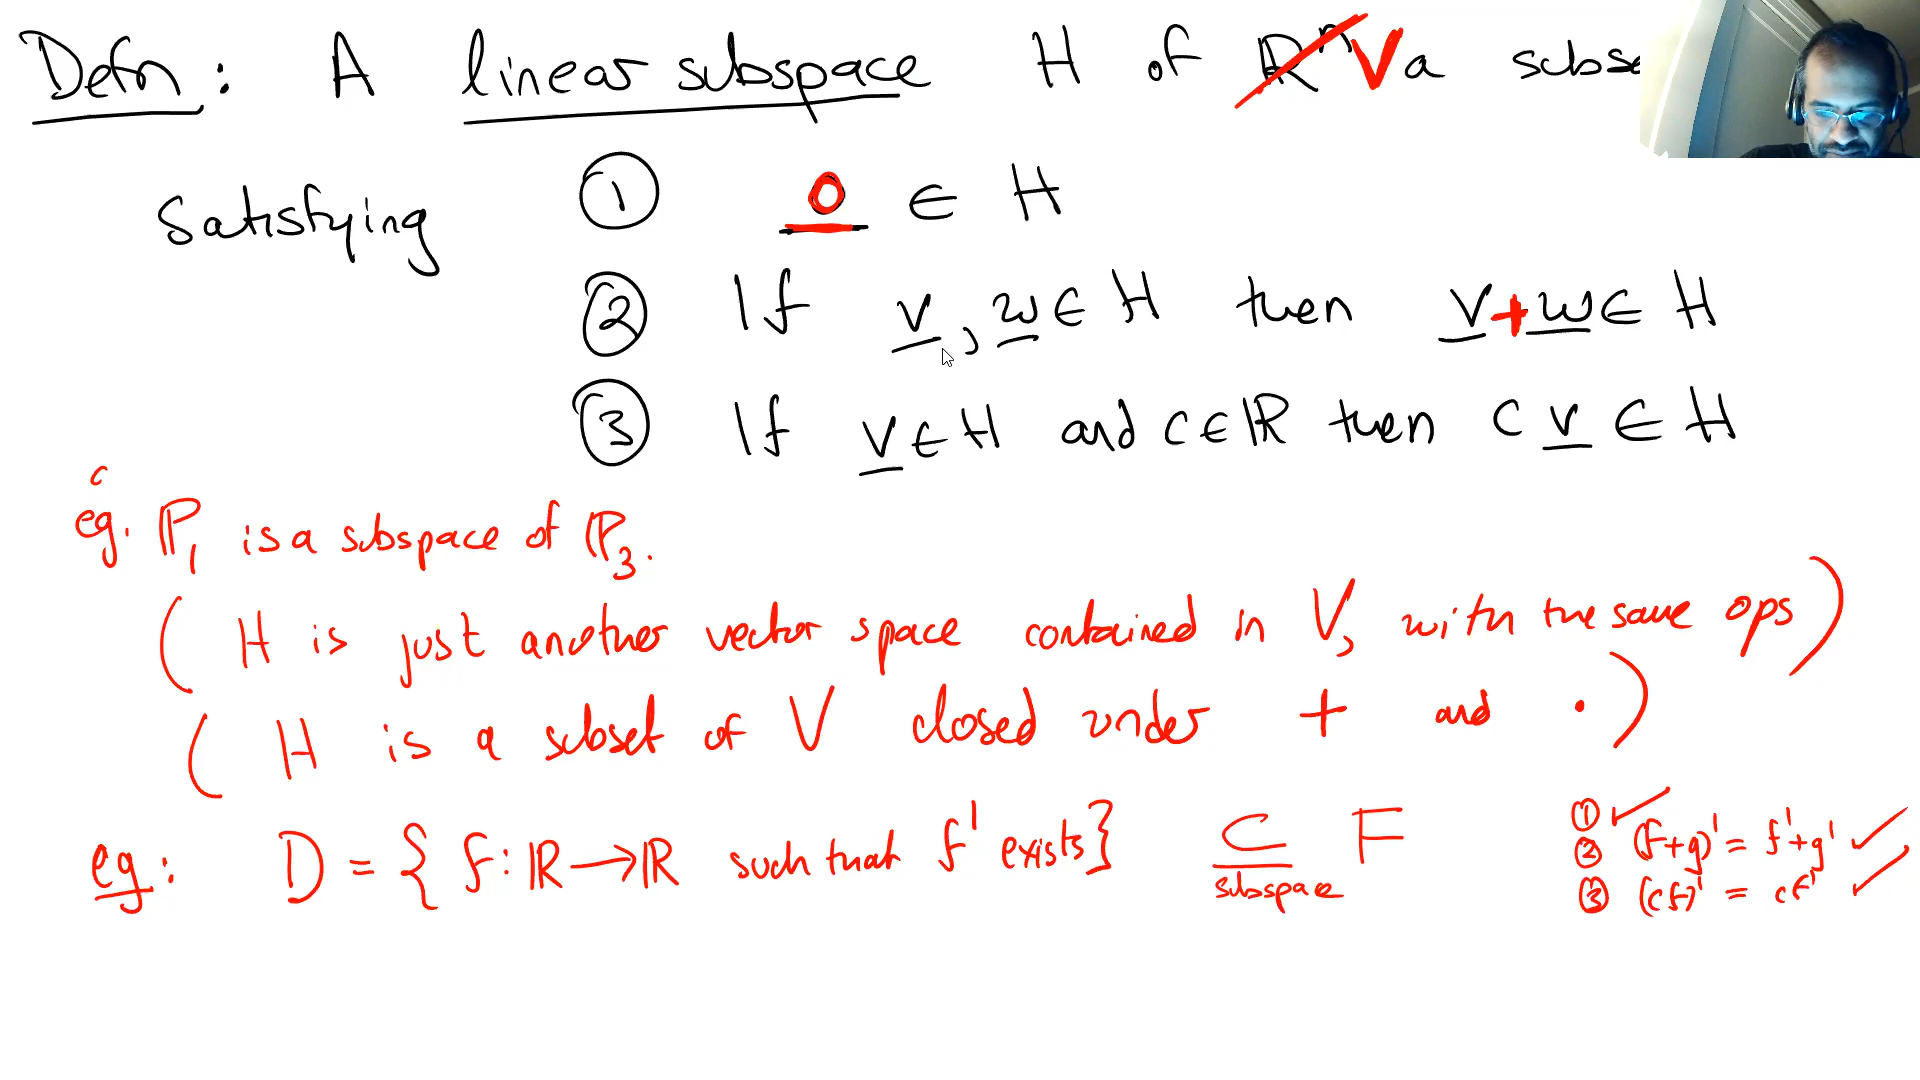 Defn: A linear subspace H of ℝⁿ V a subse
Satisfying ① 0 ∈ H
② If v, w ∈ H then v + w ∈ H
③ If v ∈ H and c ∈ ℝ then c v ∈ H
c
eg. ℙ₁ is a subspace of ℙ₃.
( H is just another vector space contained in V, with the same ops )
( H is a subset of V closed under + and · )
eg: D = { f : ℝ → ℝ such that f' exists } ⊂ F
subspace
① ✓
② (f+g)' = f'+g' ✓
③ (cf)' = cf' ✓